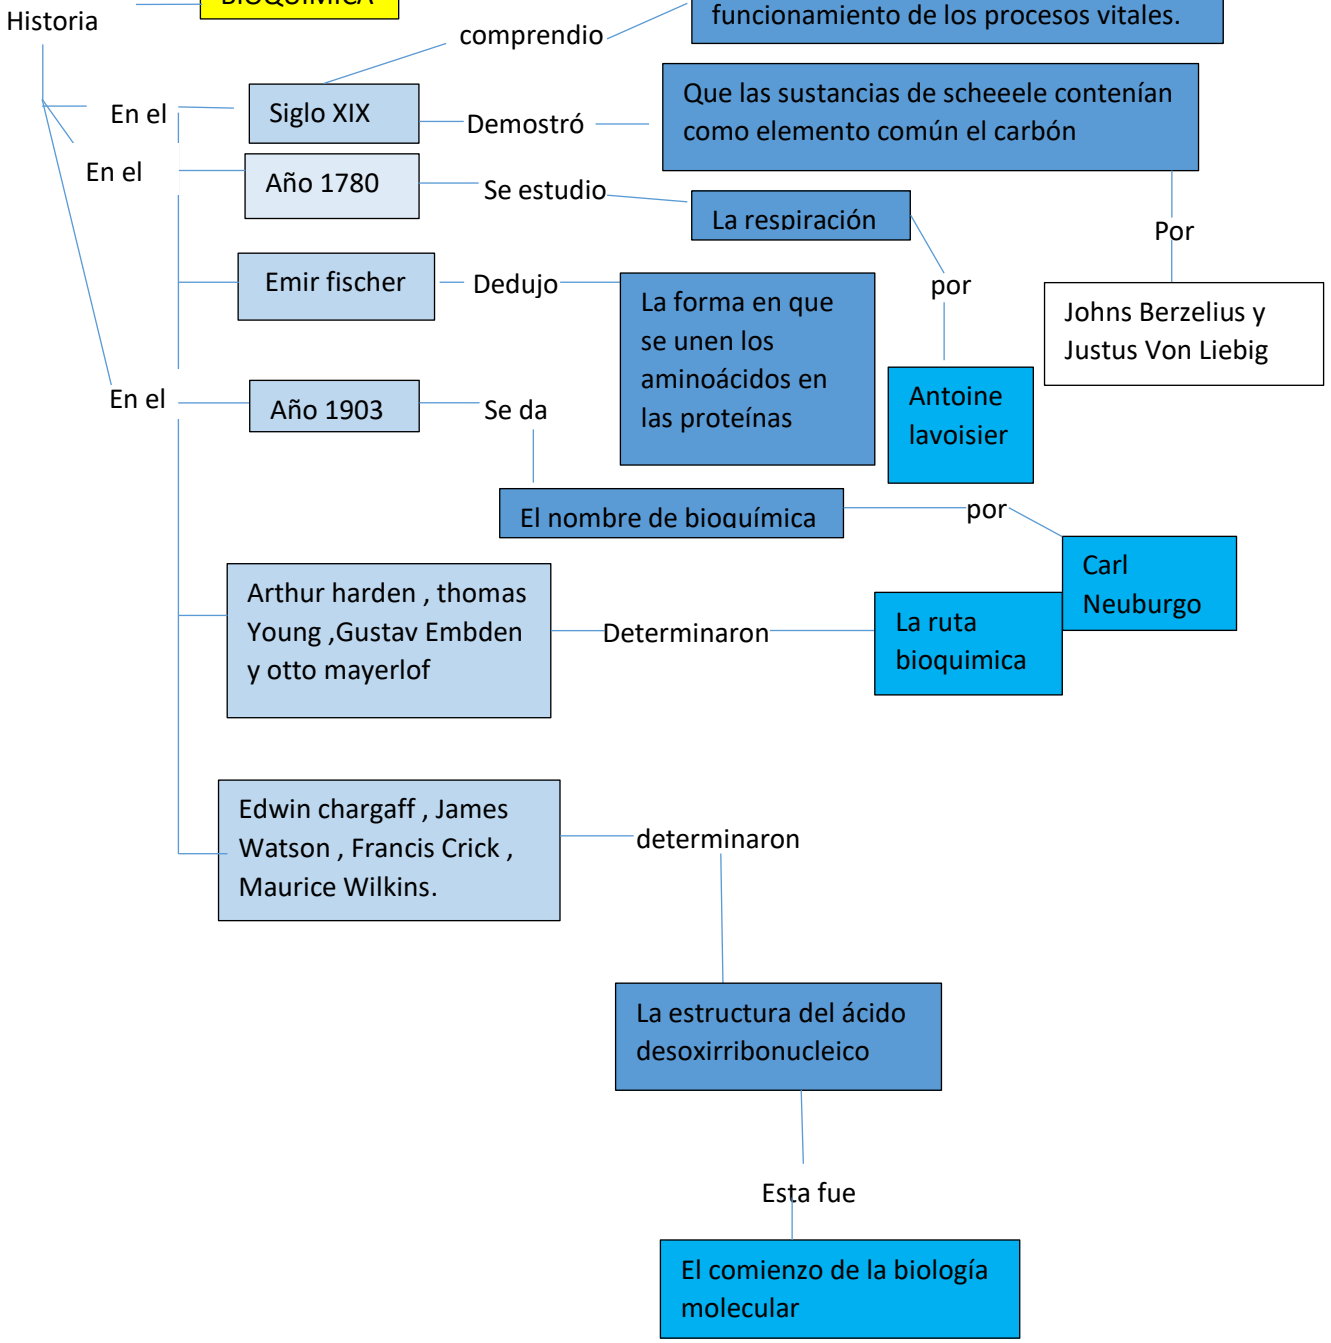 BIOQUIMICA
Historia
funcionamiento de los procesos vitales.
comprendio
En el
Siglo XIX
Demostró
Que las sustancias de scheeele contenían
como elemento común el carbón
En el
Año 1780
Se estudio
La respiración
Por
Johns Berzelius y
Justus Von Liebig
por
Antoine
lavoisier
Emir fischer
Dedujo
La forma en que
se unen los
aminoácidos en
las proteínas
En el
Año 1903
Se da
El nombre de bioquímica
por
Carl
Neuburgo
Arthur harden , thomas
Young ,Gustav Embden
y otto mayerlof
Determinaron
La ruta
bioquimica
Edwin chargaff , James
Watson , Francis Crick ,
Maurice Wilkins.
determinaron
La estructura del ácido
desoxirribonucleico
Esta fue
El comienzo de la biología
molecular